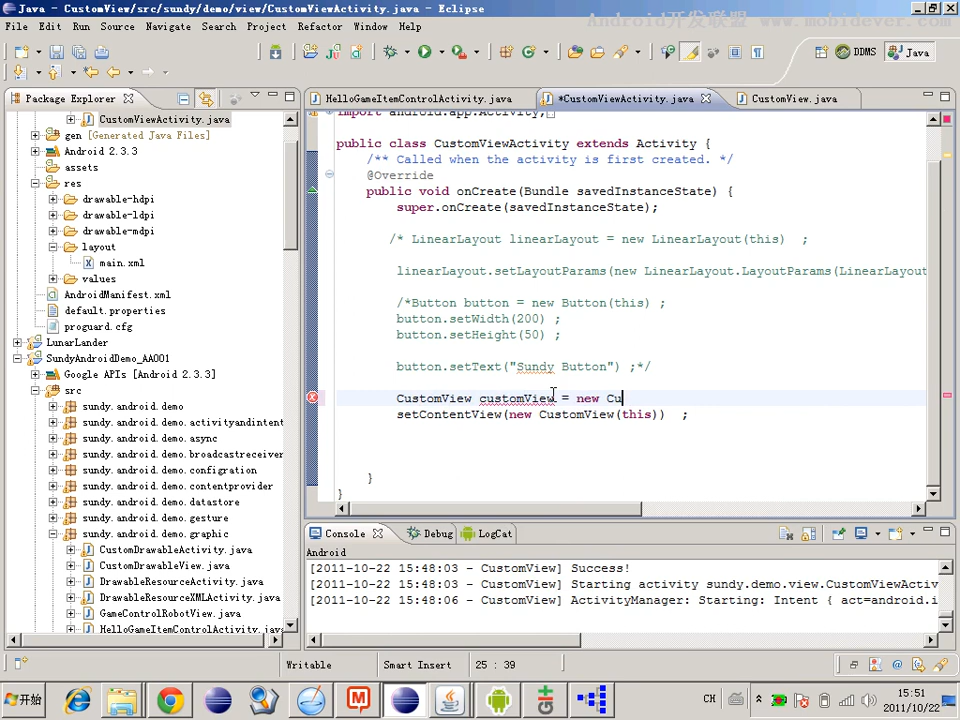 Java - CustomView/src/sundy/demo/view/CustomViewActivity.java - Eclipse
Android开发联盟 www.mobidever.com
File Edit Run Source Navigate Search Project Refactor Window Help
DDMS Java
Package Explorer
HelloGameItemControlActivity.java *CustomViewActivity.java CustomView.java
CustomViewActivity.java
gen [Generated Java Files]
Android 2.3.3
assets
res
drawable-hdpi
drawable-ldpi
drawable-mdpi
layout
main.xml
values
AndroidManifest.xml
default.properties
proguard.cfg
LunarLander
SundyAndroidDemo_AA001
Google APIs [Android 2.3.3]
src
sundy.android.demo
sundy.android.demo.activityandintent
sundy.android.demo.async
sundy.android.demo.broadcastreceiver
sundy.android.demo.configration
sundy.android.demo.contentprovider
sundy.android.demo.datastore
sundy.android.demo.gesture
sundy.android.demo.graphic
CustomDrawableActivity.java
CustomDrawableView.java
DrawableResourceActivity.java
DrawableResourceXMLActivity.java
GameControlRobotView.java
HelloGameItemControlActivity.java
import android.app.Activity;
public class CustomViewActivity extends Activity {
/** Called when the activity is first created. */
@Override
public void onCreate(Bundle savedInstanceState) {
super.onCreate(savedInstanceState);
/* LinearLayout linearLayout = new LinearLayout(this) ;
linearLayout.setLayoutParams(new LinearLayout.LayoutParams(LinearLayout
/*Button button = new Button(this) ;
button.setWidth(200) ;
button.setHeight(50) ;
button.setText("Sundy Button") ;*/
CustomView customView = new Cu
setContentView(new CustomView(this)) ;
}
}
Console Debug LogCat
Android
[2011-10-22 15:48:03 - CustomView] Success!
[2011-10-22 15:48:03 - CustomView] Starting activity sundy.demo.view.CustomViewActiv
[2011-10-22 15:48:06 - CustomView] ActivityManager: Starting: Intent { act=android.i
Writable Smart Insert 25 : 39
开始
CH
15:51
2011/10/22